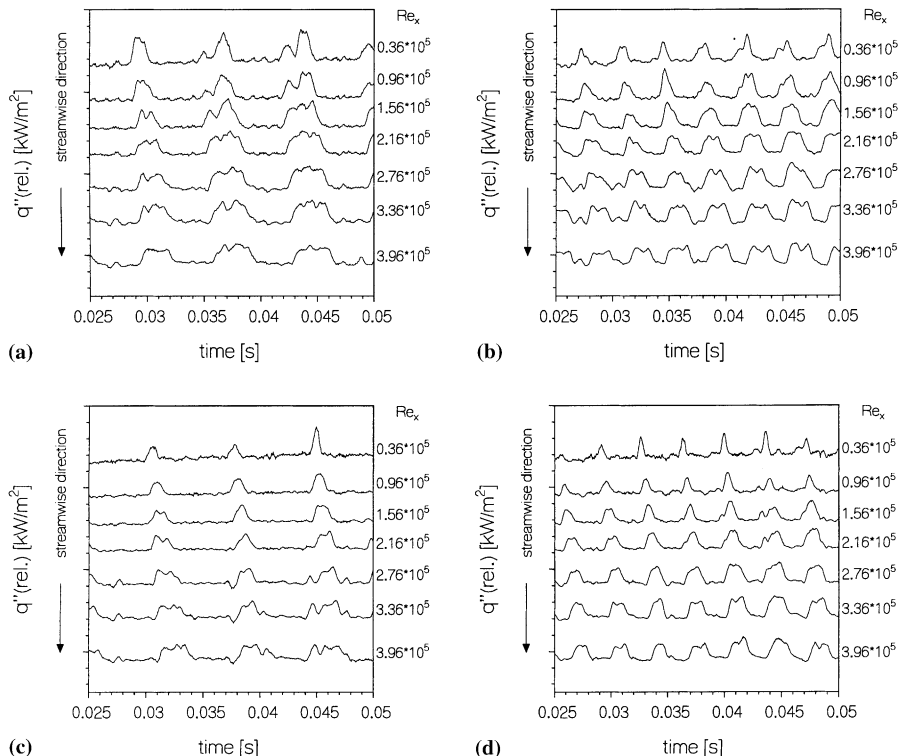 Re_x
0.36*10^5
0.96*10^5
1.56*10^5
2.16*10^5
2.76*10^5
3.36*10^5
3.96*10^5
q''(rel.) [kW/m^2]
streamwise direction
0.025 0.03 0.035 0.04 0.045 0.05
time [s]
(a)
Re_x
0.36*10^5
0.96*10^5
1.56*10^5
2.16*10^5
2.76*10^5
3.36*10^5
3.96*10^5
q''(rel.) [kW/m^2]
streamwise direction
0.025 0.03 0.035 0.04 0.045 0.05
time [s]
(b)
Re_x
0.36*10^5
0.96*10^5
1.56*10^5
2.16*10^5
2.76*10^5
3.36*10^5
3.96*10^5
q''(rel.) [kW/m^2]
streamwise direction
0.025 0.03 0.035 0.04 0.045 0.05
time [s]
(c)
Re_x
0.36*10^5
0.96*10^5
1.56*10^5
2.16*10^5
2.76*10^5
3.36*10^5
3.96*10^5
q''(rel.) [kW/m^2]
streamwise direction
0.025 0.03 0.035 0.04 0.045 0.05
time [s]
(d)